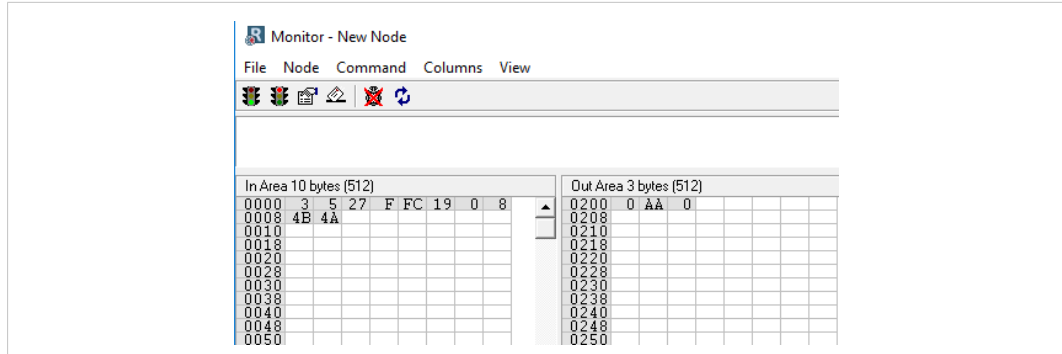 Monitor - New Node
File Node Command Columns View
In Area 10 bytes (512)
0000 3 5 27 F FC 19 0 8
0008 4B 4A
0010
0018
0020
0028
0030
0038
0040
0048
0050
Out Area 3 bytes (512)
0200 0 AA 0
0208
0210
0218
0220
0228
0230
0238
0240
0248
0250